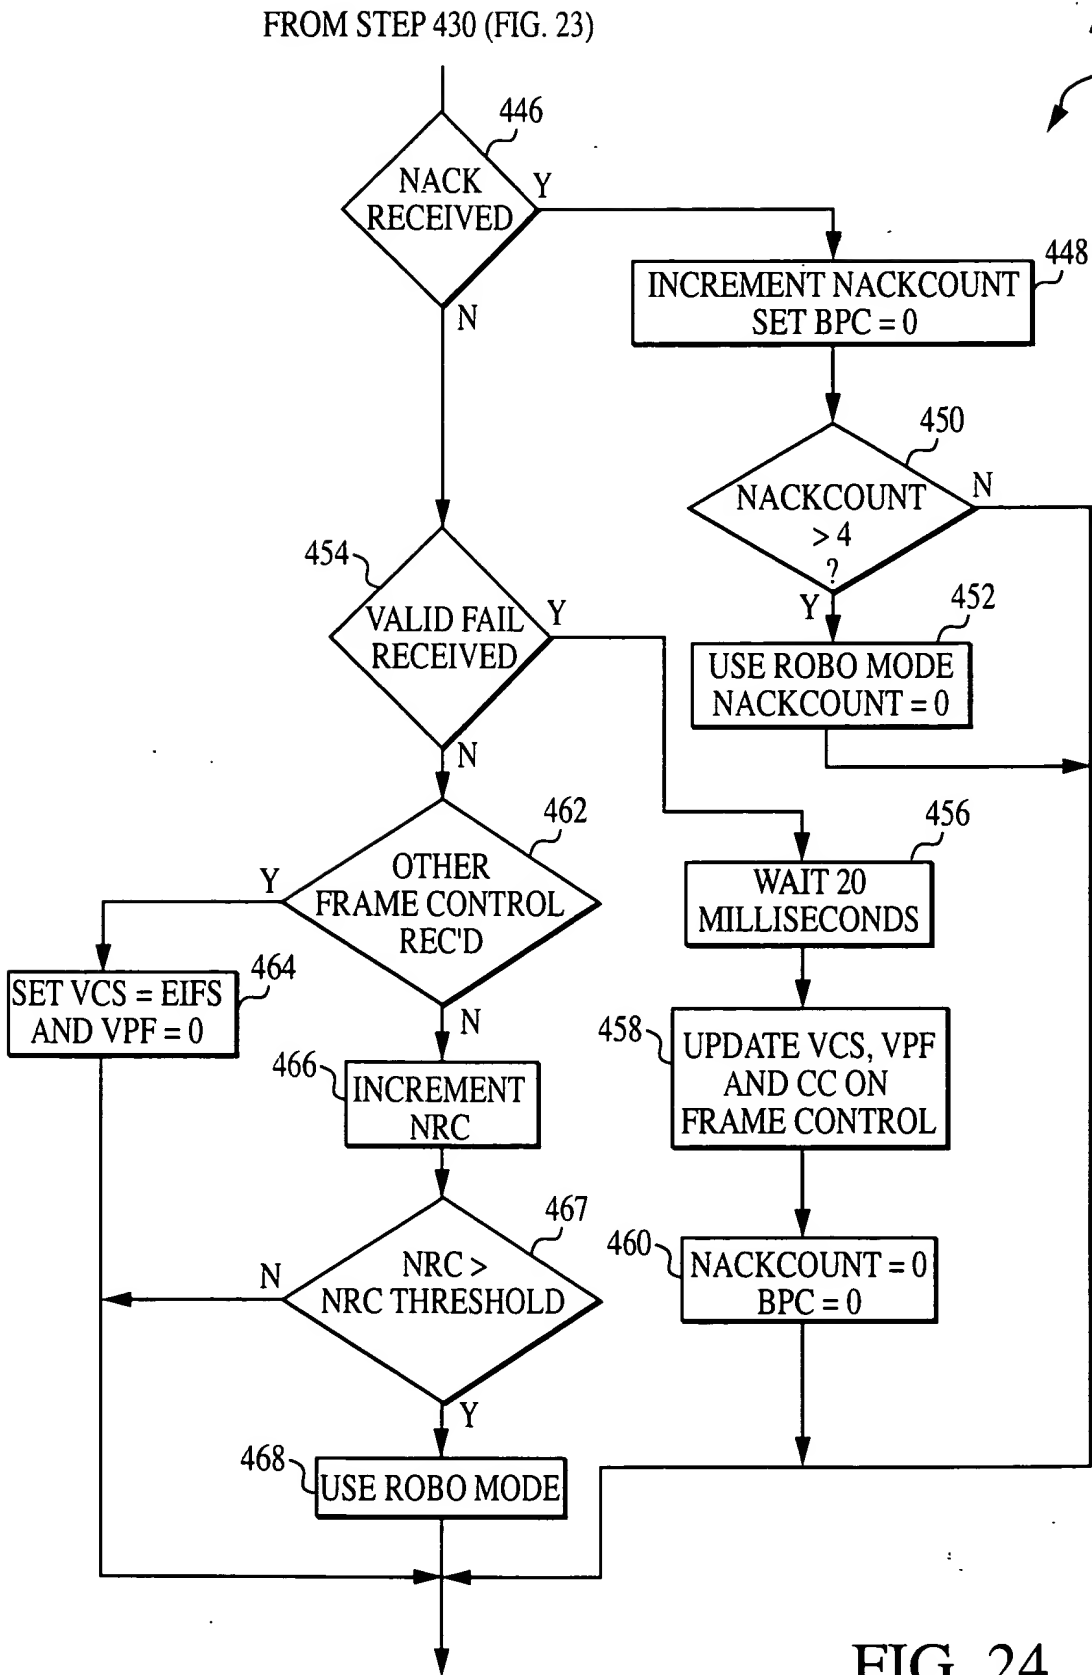 FROM STEP 430 (FIG. 23)
446
NACK
RECEIVED
Y
N
448
INCREMENT NACKCOUNT
SET BPC = 0
450
NACKCOUNT
> 4
?
N
Y
452
USE ROBO MODE
NACKCOUNT = 0
454
VALID FAIL
RECEIVED
Y
N
456
WAIT 20
MILLISECONDS
458
UPDATE VCS, VPF
AND CC ON
FRAME CONTROL
460
NACKCOUNT = 0
BPC = 0
462
OTHER
FRAME CONTROL
REC'D
Y
N
464
SET VCS = EIFS
AND VPF = 0
466
INCREMENT
NRC
467
NRC >
NRC THRESHOLD
N
Y
468
USE ROBO MODE
FIG. 24